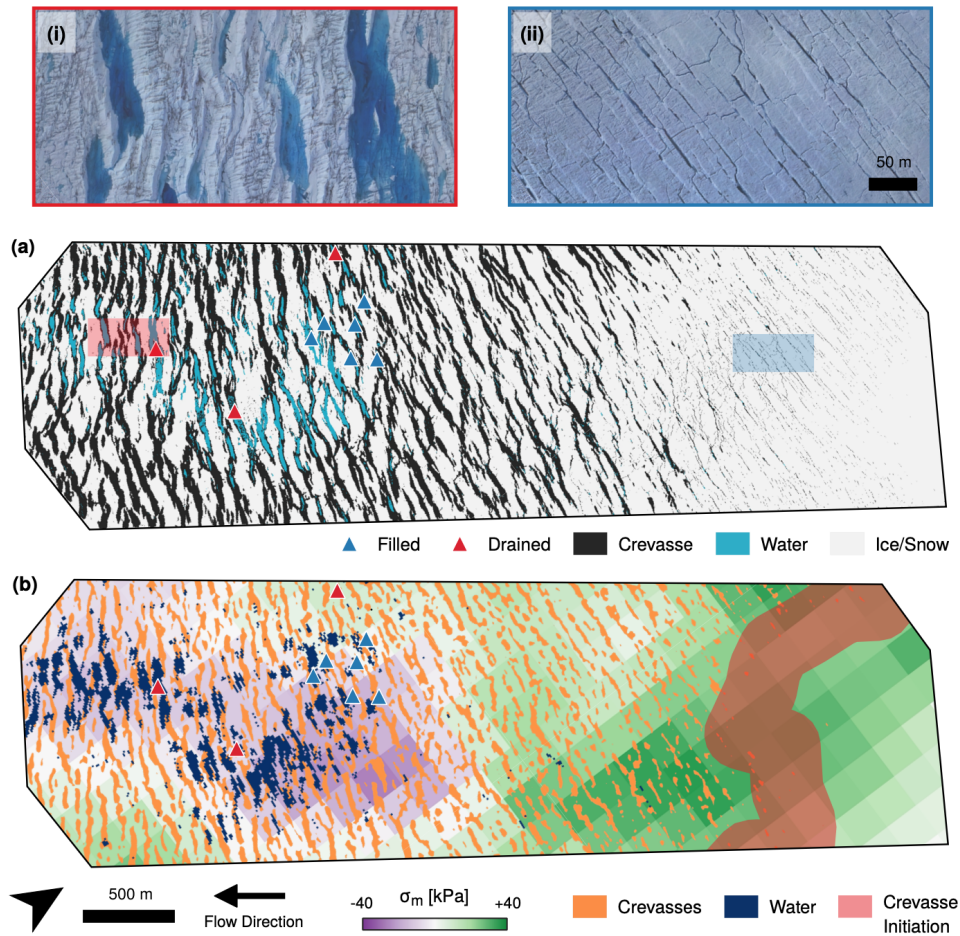 (i)
(ii)
50 m
(a)
Filled
Drained
Crevasse
Water
Ice/Snow
(b)
500 m
Flow Direction
σm [kPa]
-40
+40
Crevasses
Water
Crevasse
Initiation